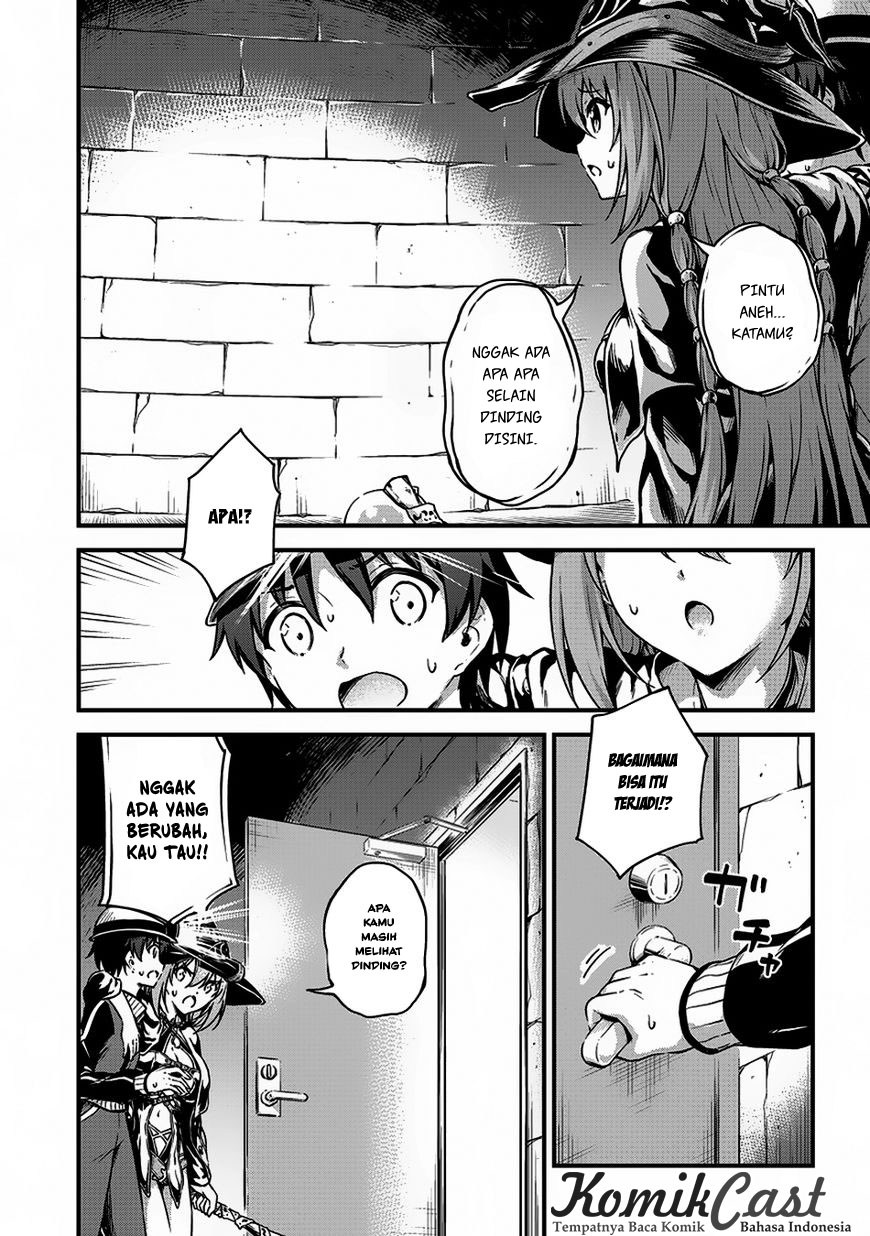 PINTU
ANEH...
KATAMU?
NGGAK ADA
APA APA
SELAIN
DINDING
DISINI.
APA!?
BAGAIMANA
BISA ITU
TERJADI!?
ガチャ
NGGAK
ADA YANG
BERUBAH,
KAU TAU!!
APA
KAMU
MASIH
MELIHAT
DINDING?
KomikCast
Tempatnya Baca Komik Bahasa Indonesia